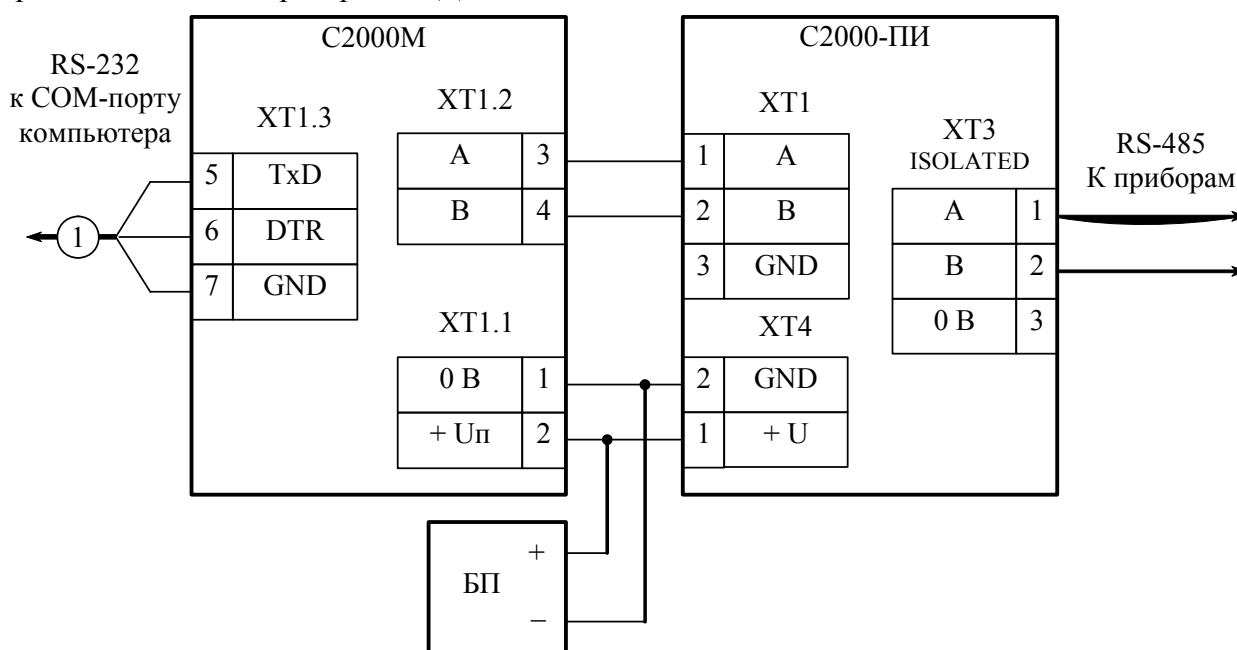 С2000М
С2000-ПИ
RS-232
к COM-порту
компьютера
XT1.3
5 TxD
6 DTR
7 GND
1
XT1.2
A 3
B 4
XT1.1
0 В 1
+ Uп 2
XT1
1 A
2 B
3 GND
XT4
2 GND
1 + U
XT3
ISOLATED
A 1
B 2
0 В 3
RS-485
К приборам
БП
+
−